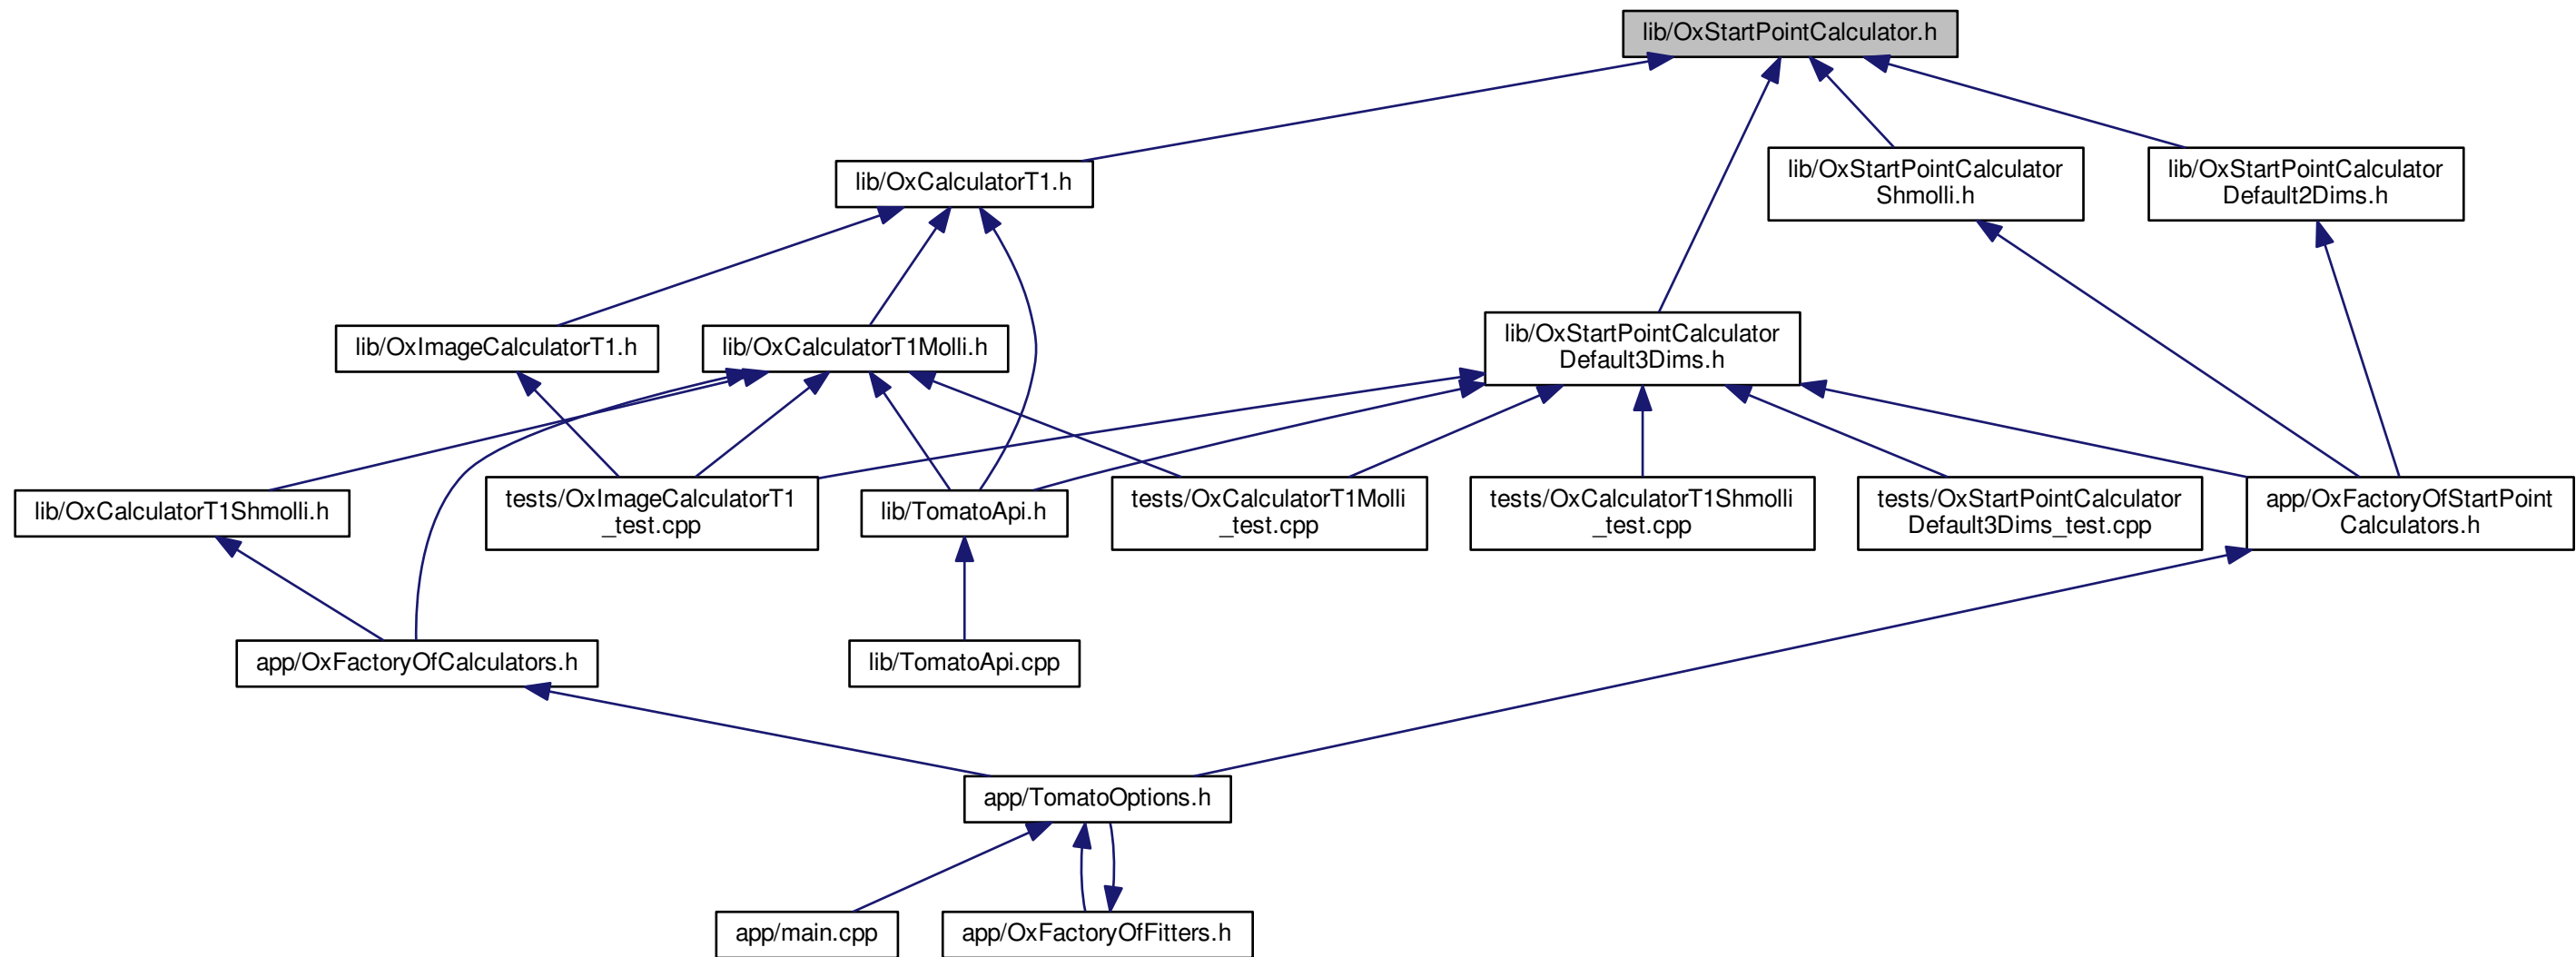 lib/OxStartPointCalculator.h
lib/OxCalculatorT1.h
lib/OxStartPointCalculator
Shmolli.h
lib/OxStartPointCalculator
Default2Dims.h
lib/OxImageCalculatorT1.h
lib/OxCalculatorT1Molli.h
lib/OxStartPointCalculator
Default3Dims.h
lib/OxCalculatorT1Shmolli.h
tests/OxImageCalculatorT1
_test.cpp
lib/TomatoApi.h
tests/OxCalculatorT1Molli
_test.cpp
tests/OxCalculatorT1Shmolli
_test.cpp
tests/OxStartPointCalculator
Default3Dims_test.cpp
app/OxFactoryOfStartPoint
Calculators.h
app/OxFactoryOfCalculators.h
lib/TomatoApi.cpp
app/TomatoOptions.h
app/main.cpp
app/OxFactoryOfFitters.h